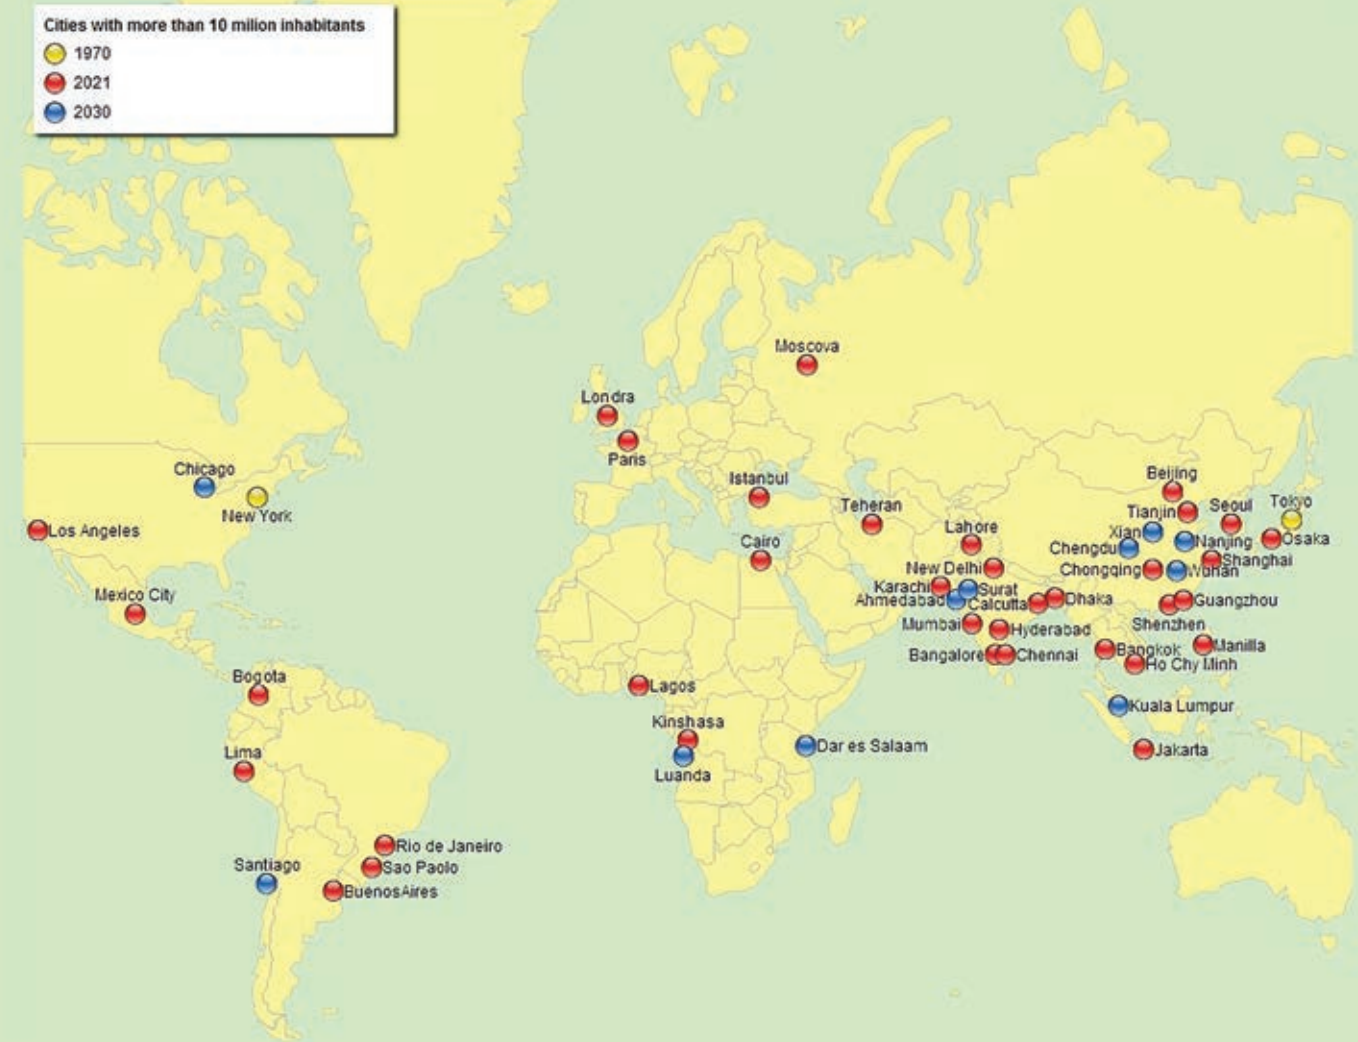 Cities with more than 10 milion inhabitants
1970
2021
2030
Moscova
Londra
Paris
Chicago
New York
Istanbul
Beijing
Los Angeles
Teheran
Tianjin
Seoul
Tokyo
Lahore
Xian
Nanjing
Osaka
Cairo
Chengdu
Shanghai
New Delhi
Chongqing
Wuhan
Mexico City
Karachi
Surat
Ahmedabad
Calcutta
Dhaka
Guangzhou
Mumbai
Hyderabad
Shenzhen
Bangalore
Chennai
Bangkok
Manilla
Ho Chy Minh
Bogota
Lagos
Kuala Lumpur
Kinshasa
Lima
Luanda
Dar es Salaam
Jakarta
Rio de Janeiro
Santiago
Sao Paolo
BuenosAires